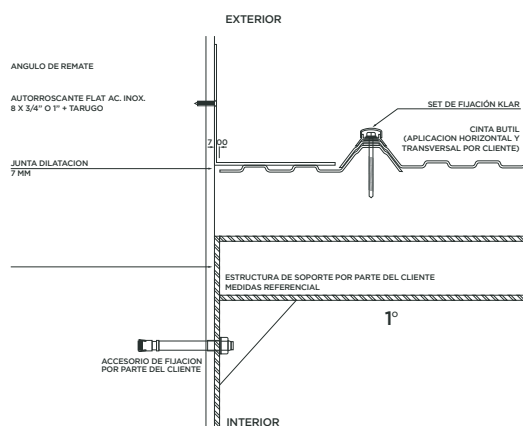 EXTERIOR
ANGULO DE REMATE
AUTORROSCANTE FLAT AC. INOX.
8 X 3/4" O 1" + TARUGO
SET DE FIJACIÓN KLAR
CINTA BUTIL
(APLICACION HORIZONTAL Y
TRANSVERSAL POR CLIENTE)
7,00
JUNTA DILATACION
7 MM
ESTRUCTURA DE SOPORTE POR PARTE DEL CLIENTE
MEDIDAS REFERENCIAL
1°
ACCESORIO DE FIJACION
POR PARTE DEL CLIENTE
INTERIOR